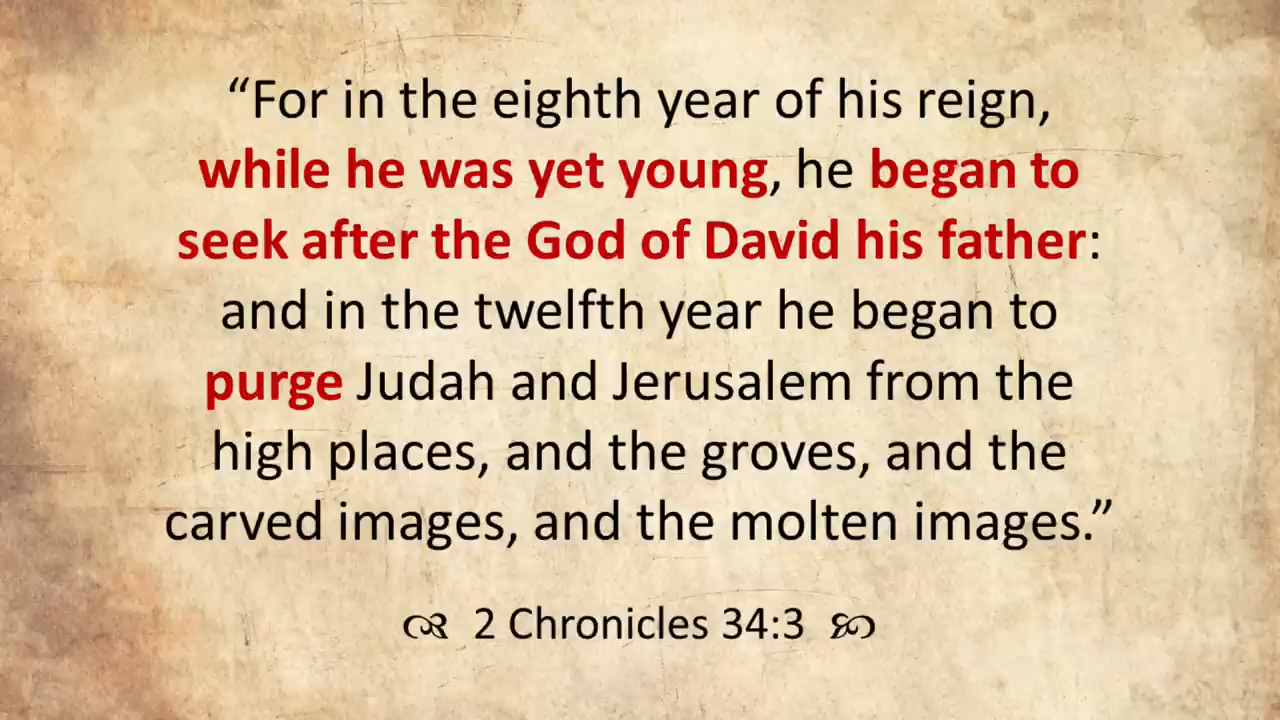 “For in the eighth year of his reign,
while he was yet young, he began to
seek after the God of David his father:
and in the twelfth year he began to
purge Judah and Jerusalem from the
high places, and the groves, and the
carved images, and the molten images.”
2 Chronicles 34:3